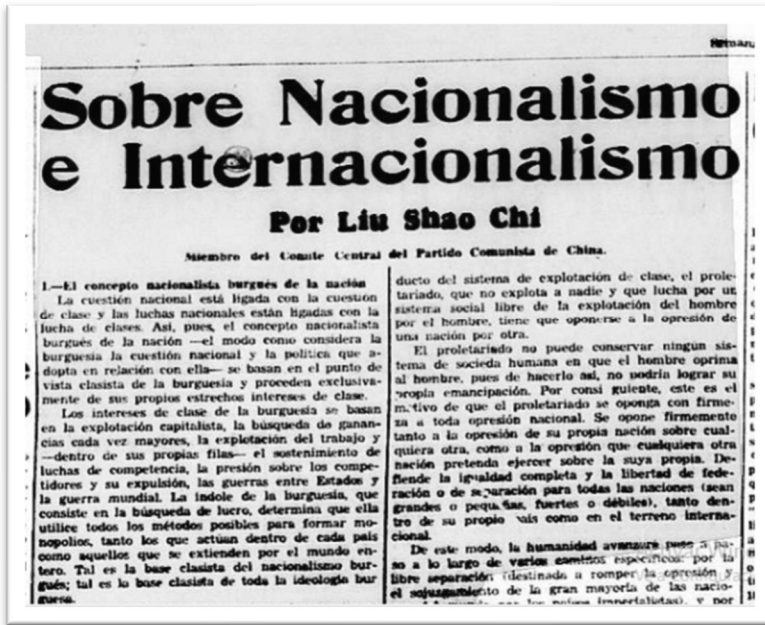 Sobre Nacionalismo
e Internacionalismo
Por Liu Shao Chi
Miembro del Comite Central del Partido Comunista de China.
1.—El concepto nacionalista burgués de la nación
La cuestión nacional está ligada con la cuestión
de clase y las luchas nacionales están ligadas con la
lucha de clases. Así, pues, el concepto nacionalista
burgués de la nación —el modo como considera la
burguesía la cuestión nacional y la política que a-
dopta en relación con ella— se basan en el punto de
vista clasista de la burguesía y proceden exclusiva-
mente de sus propios estrechos intereses de clase.
Los intereses de clase de la burguesía se basan
en la explotación capitalista, la búsqueda de ganan-
cias cada vez mayores, la explotación del trabajo y
—dentro de sus propias filas— el sostenimiento de
luchas de competencia, la presión sobre los compe-
tidores y su expulsión, las guerras entre Estados y
la guerra mundial. La índole de la burguesía, que
consiste en la búsqueda de lucro, determina que ella
utilice todos los métodos posibles para formar mo-
nopolios, tanto los que actúan dentro de cada país
como aquellos que se extienden por el mundo en-
tero. Tal es la base clasista del nacionalismo bur-
gués; tal es la base clasista de toda la ideología bur
guesa.
ducto del sistema de explotación de clase, el prole-
tariado, que no explota a nadie y que lucha por un
sistema social libre de la explotación del hombre
por el hombre, tiene que oponerse a la opresión de
una nación por otra.
El proletariado no puede conservar ningún sis-
tema de socieda humana en que el hombre oprima
al hombre, pues de hacerlo así, no podría lograr su
propia emancipación. Por consi guiente, este es el
motivo de que el proletariado se oponga con firme-
za a toda opresión nacional. Se opone firmemente
tanto a la opresión de su propia nación sobre cual-
quiera otra, como a la opresión que cualquiera otra
nación pretenda ejercer sobre la suya propia. De-
fiende la igualdad completa y la libertad de fede-
ración o de separación para todas las naciones (sean
grandes o pequeñas, fuertes o débiles), tanto den-
tro de su propio país como en el terreno interna-
cional.
De este modo, la humanidad avanzará paso a pa-
so a lo largo de varios caminos específicos: por la
libre separación (destinado a romper la opresión y
el sojuzgamiento de la gran mayoría de las nacio-
por los países imperialistas), y por